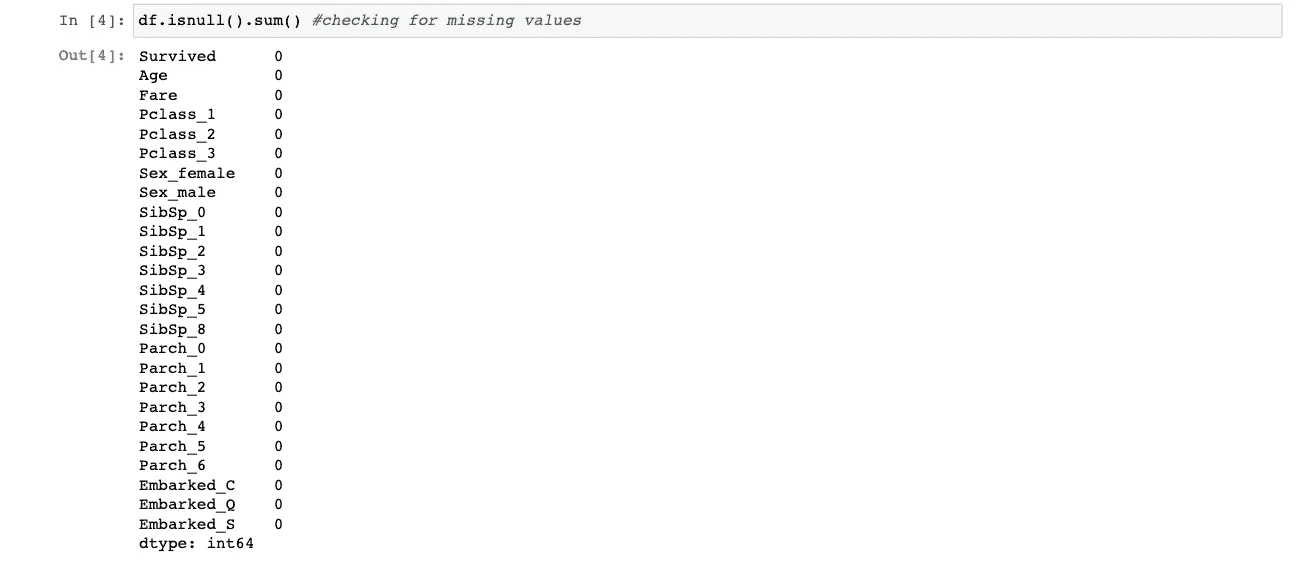 In [4]: df.isnull().sum() #checking for missing values
Out[4]: Survived 0
Age 0
Fare 0
Pclass_1 0
Pclass_2 0
Pclass_3 0
Sex_female 0
Sex_male 0
SibSp_0 0
SibSp_1 0
SibSp_2 0
SibSp_3 0
SibSp_4 0
SibSp_5 0
SibSp_8 0
Parch_0 0
Parch_1 0
Parch_2 0
Parch_3 0
Parch_4 0
Parch_5 0
Parch_6 0
Embarked_C 0
Embarked_Q 0
Embarked_S 0
dtype: int64